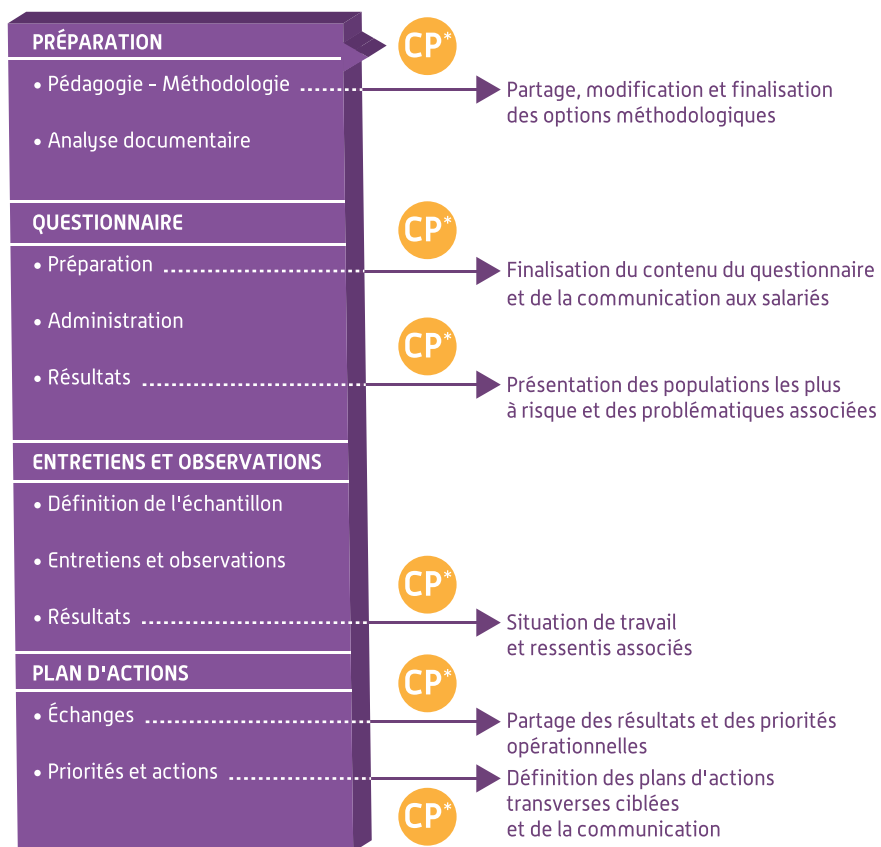 PRÉPARATION
CP*
• Pédagogie - Méthodologie
Partage, modification et finalisation
des options méthodologiques
• Analyse documentaire
QUESTIONNAIRE
CP*
• Préparation
Finalisation du contenu du questionnaire
et de la communication aux salariés
• Administration
CP*
• Résultats
Présentation des populations les plus
à risque et des problématiques associées
ENTRETIENS ET OBSERVATIONS
• Définition de l'échantillon
• Entretiens et observations
CP*
• Résultats
Situation de travail
et ressentis associés
PLAN D'ACTIONS
CP*
• Échanges
Partage des résultats et des priorités
opérationnelles
• Priorités et actions
Définition des plans d'actions
transverses ciblées
et de la communication
CP*